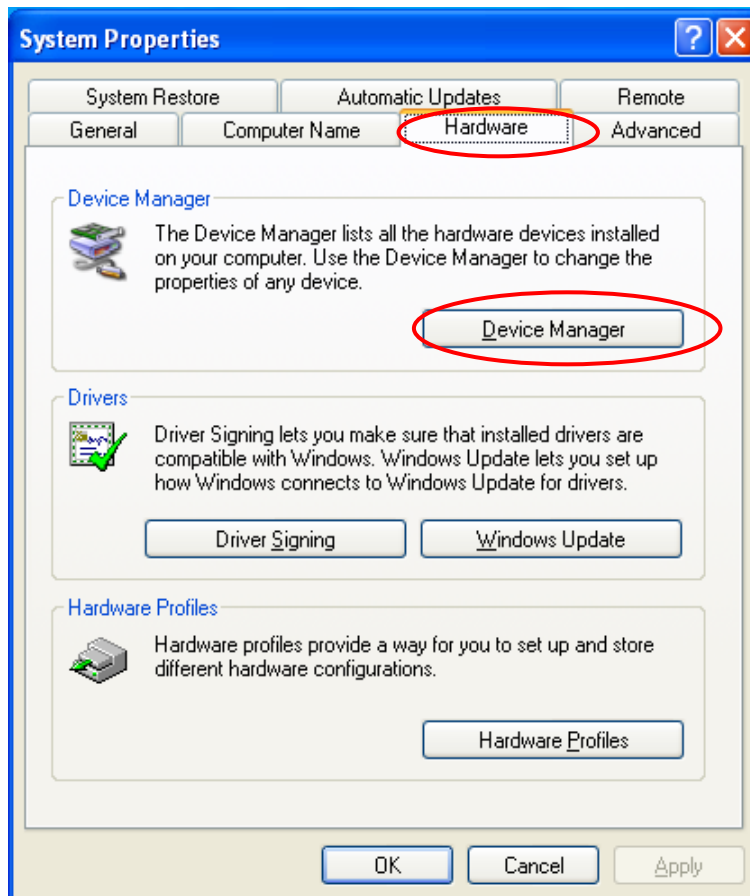 System Properties
System Restore Automatic Updates Remote
General Computer Name Hardware Advanced
Device Manager
The Device Manager lists all the hardware devices installed
on your computer. Use the Device Manager to change the
properties of any device.
Device Manager
Drivers
Driver Signing lets you make sure that installed drivers are
compatible with Windows. Windows Update lets you set up
how Windows connects to Windows Update for drivers.
Driver Signing Windows Update
Hardware Profiles
Hardware profiles provide a way for you to set up and store
different hardware configurations.
Hardware Profiles
OK Cancel Apply